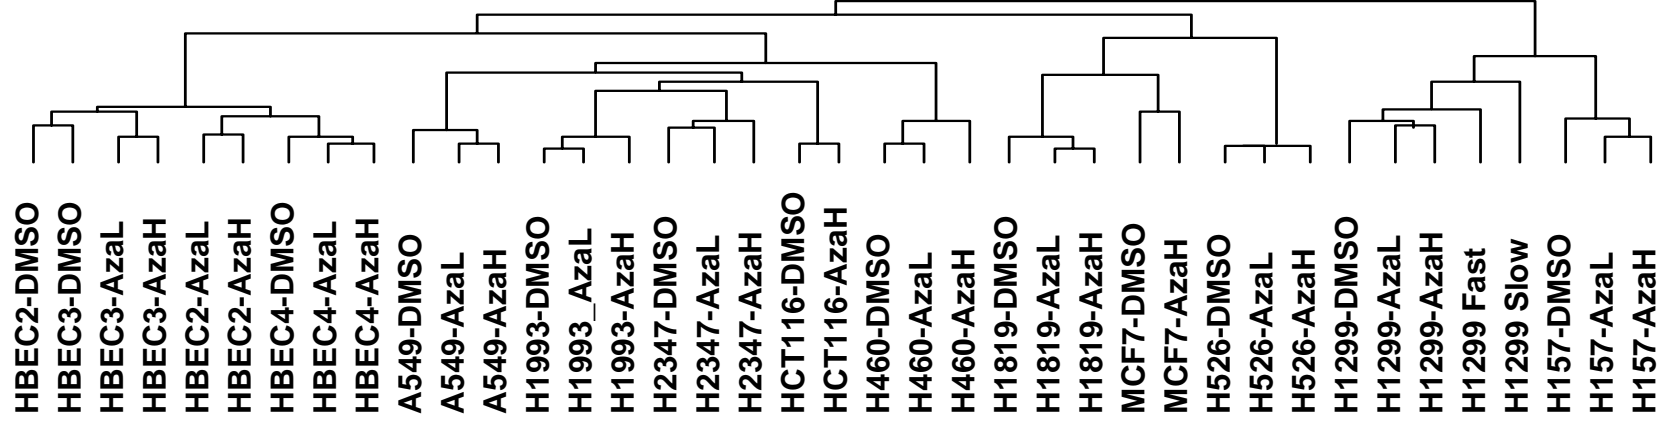 HBEC2-DMSO
HBEC3-DMSO
HBEC3-AzaL
HBEC3-AzaH
HBEC2-AzaL
HBEC2-AzaH
HBEC4-DMSO
HBEC4-AzaL
HBEC4-AzaH
A549-DMSO
A549-AzaL
A549-AzaH
H1993-DMSO
H1993_AzaL
H1993-AzaH
H2347-DMSO
H2347-AzaL
H2347-AzaH
HCT116-DMSO
HCT116-AzaH
H460-DMSO
H460-AzaL
H460-AzaH
H1819-DMSO
H1819-AzaL
H1819-AzaH
MCF7-DMSO
MCF7-AzaH
H526-DMSO
H526-AzaL
H526-AzaH
H1299-DMSO
H1299-AzaL
H1299-AzaH
H1299 Fast
H1299 Slow
H157-DMSO
H157-AzaL
H157-AzaH